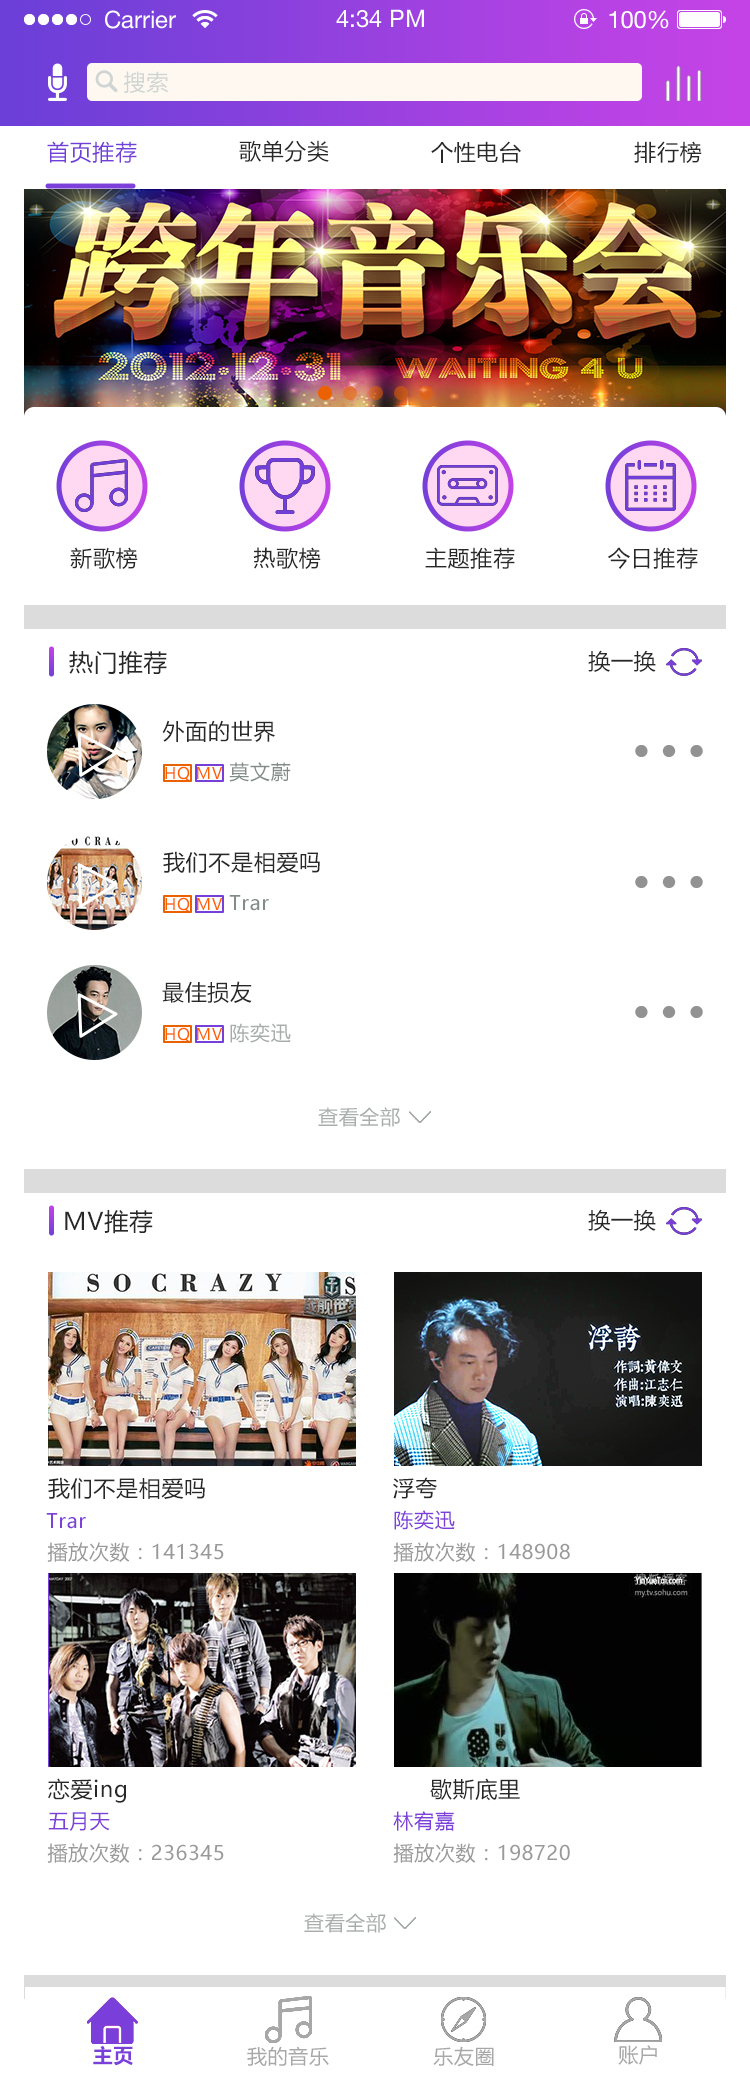 Carrier 4:34 PM 100%
搜索
首页推荐 歌单分类 个性电台 排行榜
跨年音乐会
2012·12·31 WAITING 4 U
新歌榜 热歌榜 主题推荐 今日推荐
热门推荐 换一换
外面的世界
HQ MV 莫文蔚
SO CRAZ
我们不是相爱吗
HQ MV Trar
最佳损友
HQ MV 陈奕迅
查看全部
MV推荐 换一换
SO CRAZY S
浮誇
作詞:黃偉文
作曲:江志仁
演唱:陳奕迅
我们不是相爱吗 浮夸
Trar 陈奕迅
播放次数：141345 播放次数：148908
YinYueTai.com
my.tv.sohu.com
恋爱ing 歇斯底里
五月天 林宥嘉
播放次数：236345 播放次数：198720
查看全部
主页 我的音乐 乐友圈 账户